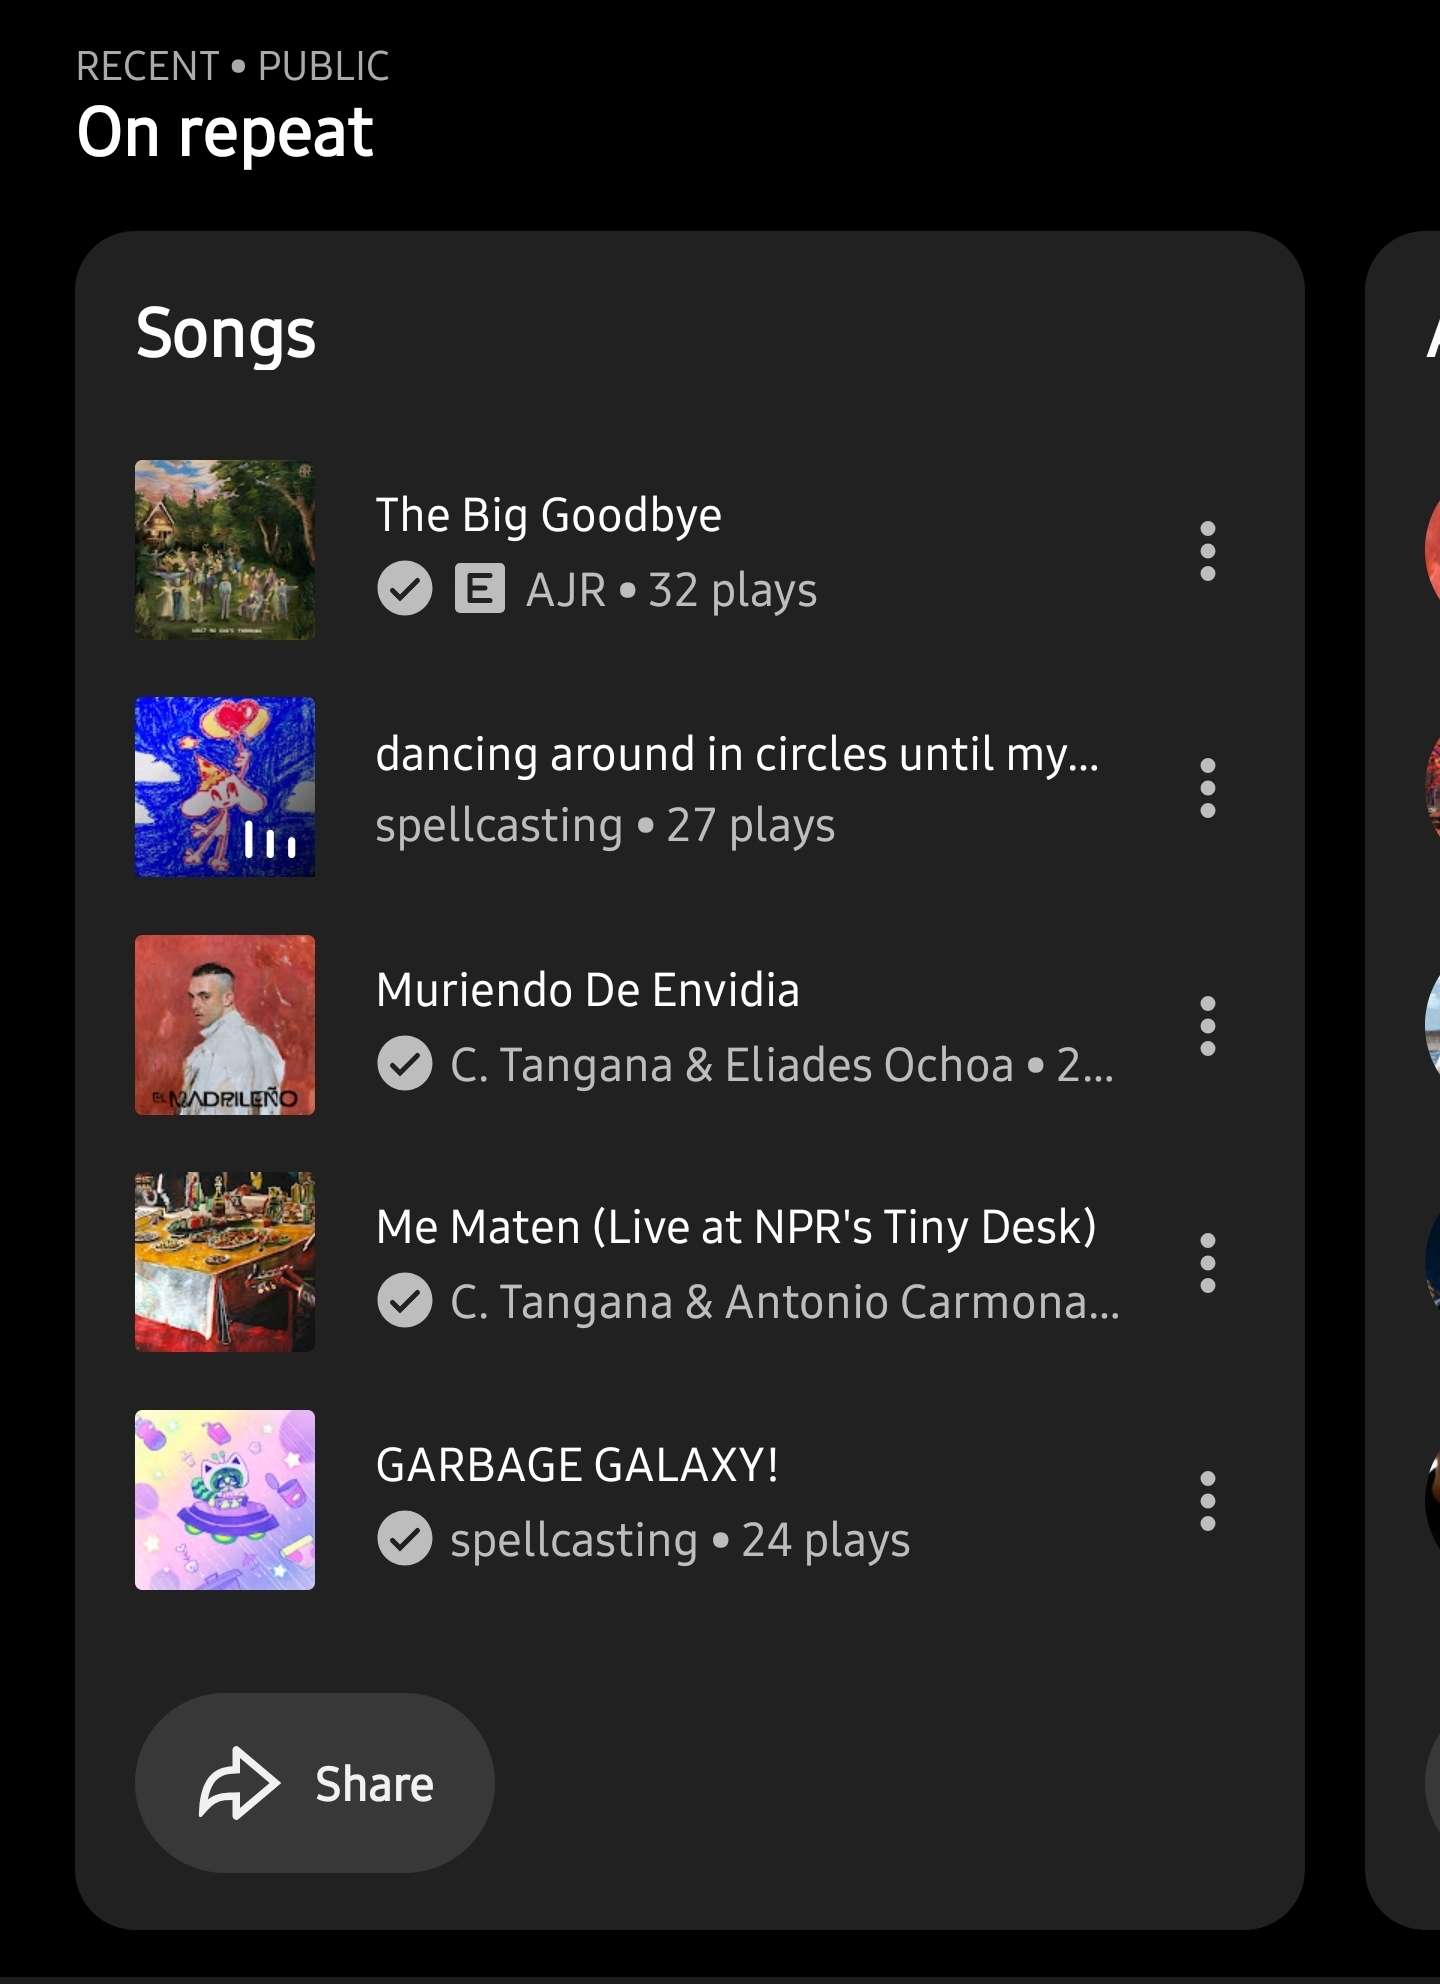 RECENT • PUBLIC
On repeat
Songs
The Big Goodbye
E AJR • 32 plays
dancing around in circles until my...
spellcasting • 27 plays
Muriendo De Envidia
C. Tangana & Eliades Ochoa • 2...
EL MADRILEÑO
Me Maten (Live at NPR's Tiny Desk)
C. Tangana & Antonio Carmona...
GARBAGE GALAXY!
spellcasting • 24 plays
Share